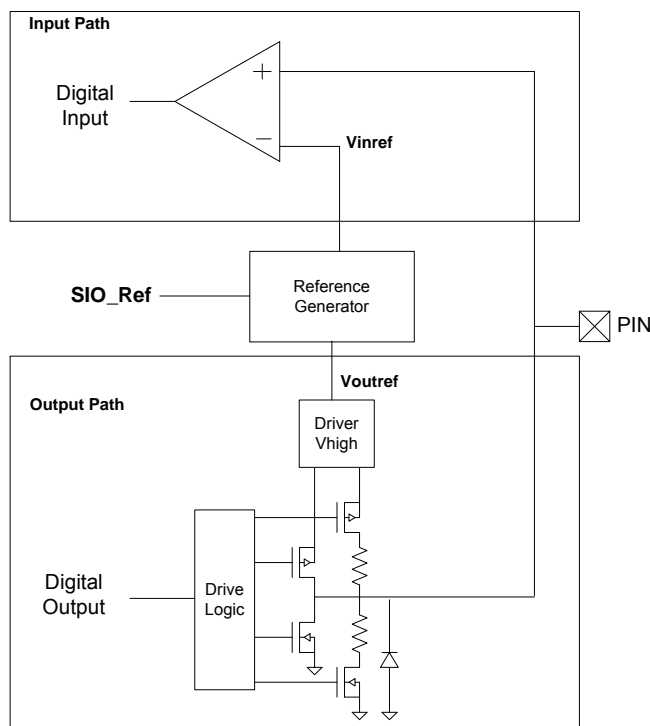 Input Path
+
Digital
Input
−
Vinref
Reference
Generator
SIO_Ref
PIN
Voutref
Output Path
Driver
Vhigh
Drive
Logic
Digital
Output